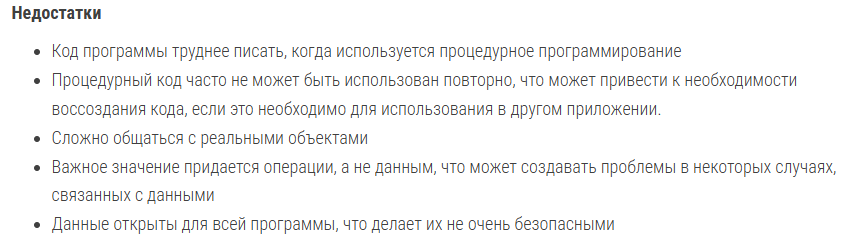 Недостатки
• Код программы труднее писать, когда используется процедурное программирование
• Процедурный код часто не может быть использован повторно, что может привести к необходимости
воссоздания кода, если это необходимо для использования в другом приложении.
• Сложно общаться с реальными объектами
• Важное значение придается операции, а не данным, что может создавать проблемы в некоторых случаях,
связанных с данными
• Данные открыты для всей программы, что делает их не очень безопасными